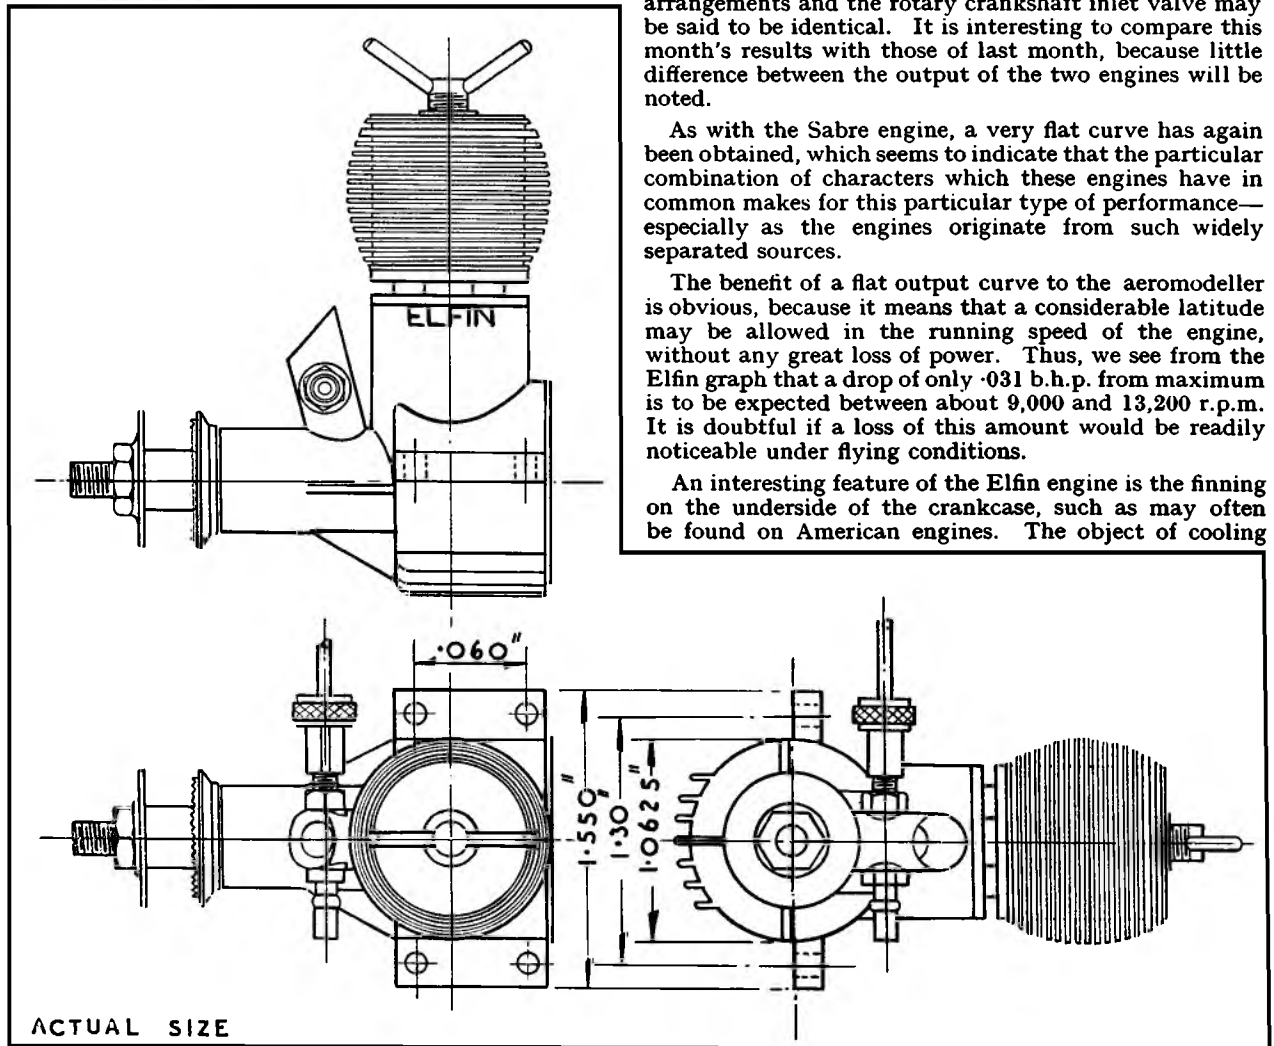 arrangements and the rotary crankshaft inlet valve may
be said to be identical. It is interesting to compare this
month's results with those of last month, because little
difference between the output of the two engines will be
noted.
As with the Sabre engine, a very flat curve has again
been obtained, which seems to indicate that the particular
combination of characters which these engines have in
common makes for this particular type of performance—
especially as the engines originate from such widely
separated sources.
The benefit of a flat output curve to the aeromodeller
is obvious, because it means that a considerable latitude
may be allowed in the running speed of the engine,
without any great loss of power. Thus, we see from the
Elfin graph that a drop of only ·031 b.h.p. from maximum
is to be expected between about 9,000 and 13,200 r.p.m.
It is doubtful if a loss of this amount would be readily
noticeable under flying conditions.
An interesting feature of the Elfin engine is the finning
on the underside of the crankcase, such as may often
be found on American engines. The object of cooling
ELFIN
·060"
1·550"
1·30"
1·0625"
ACTUAL SIZE